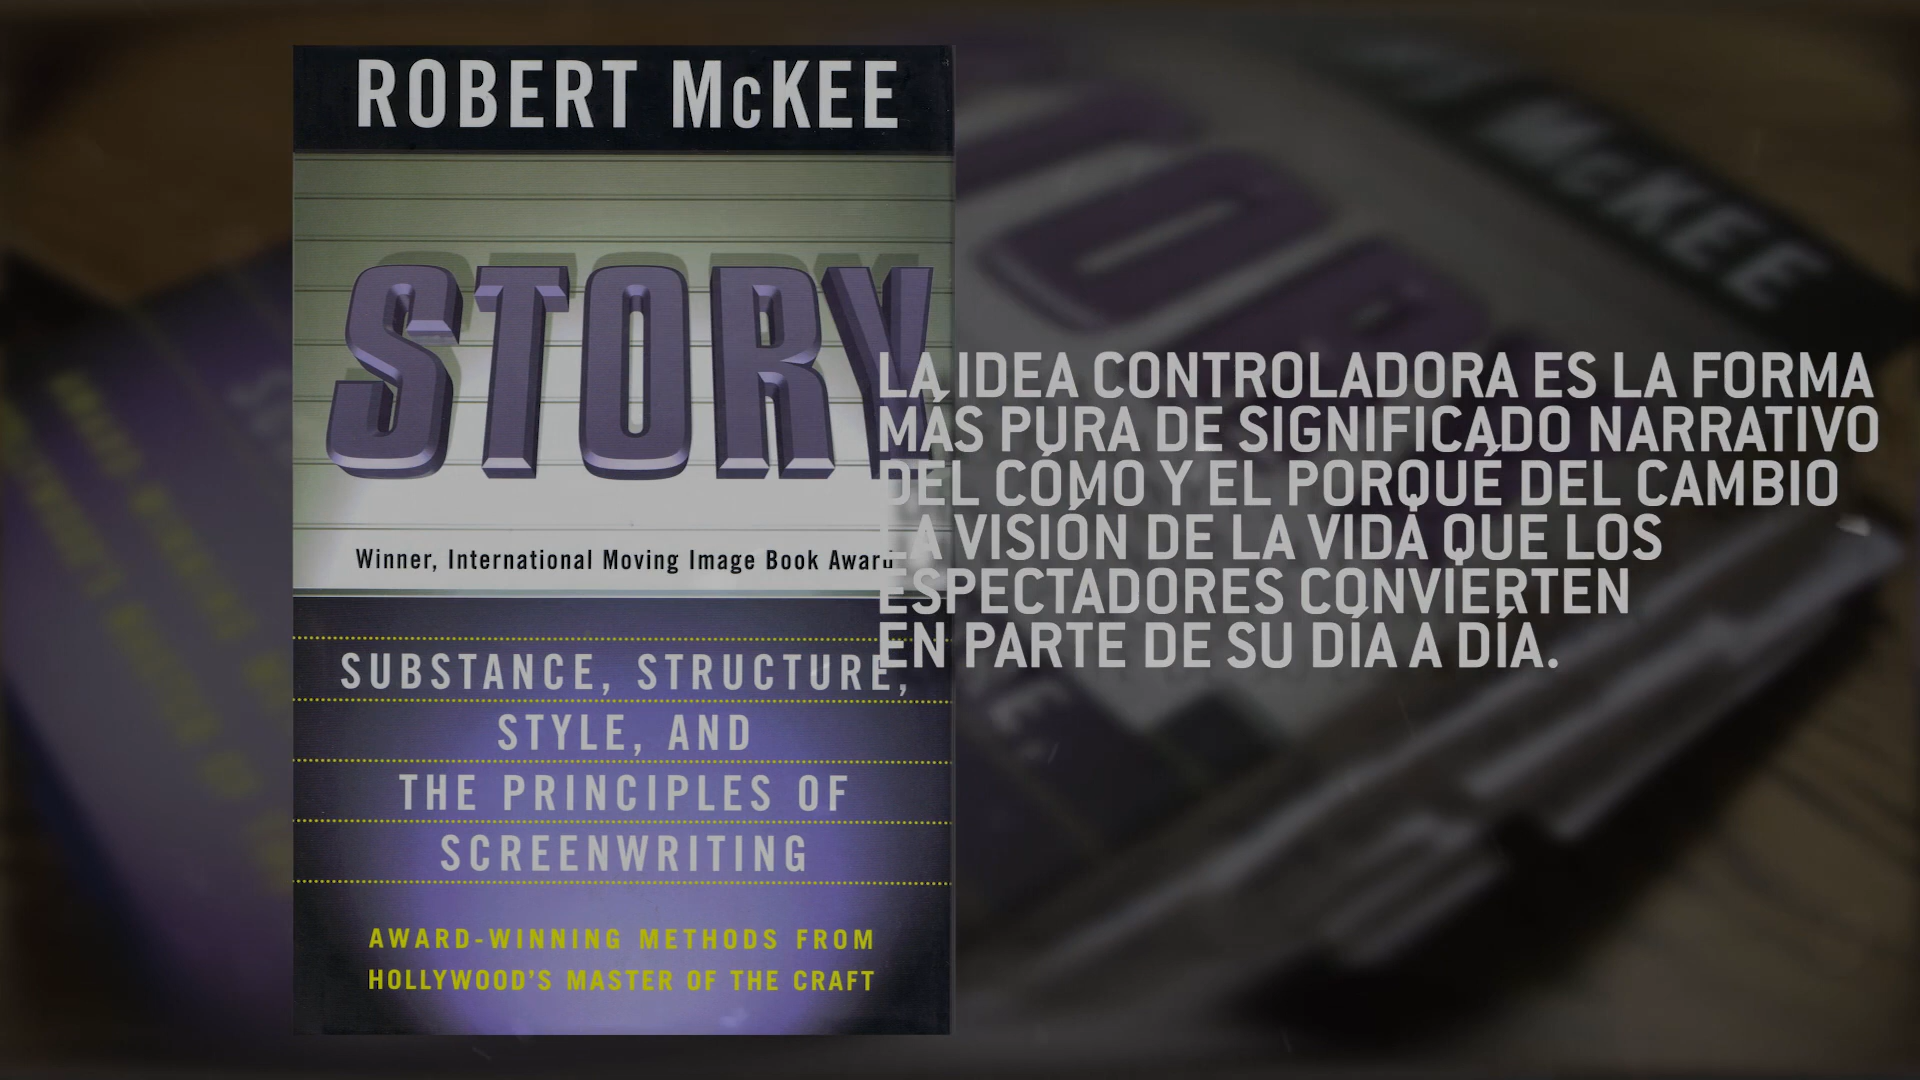 ROBERT McKEE
STORY
Winner, International Moving Image Book Award
SUBSTANCE, STRUCTURE,
STYLE, AND
THE PRINCIPLES OF
SCREENWRITING
AWARD-WINNING METHODS FROM
HOLLYWOOD'S MASTER OF THE CRAFT
LA IDEA CONTROLADORA ES LA FORMA
MÁS PURA DE SIGNIFICADO NARRATIVO
DEL CÓMO Y EL PORQUÉ DEL CAMBIO
LA VISIÓN DE LA VIDA QUE LOS
ESPECTADORES CONVIERTEN
EN PARTE DE SU DÍA A DÍA.
McKEE